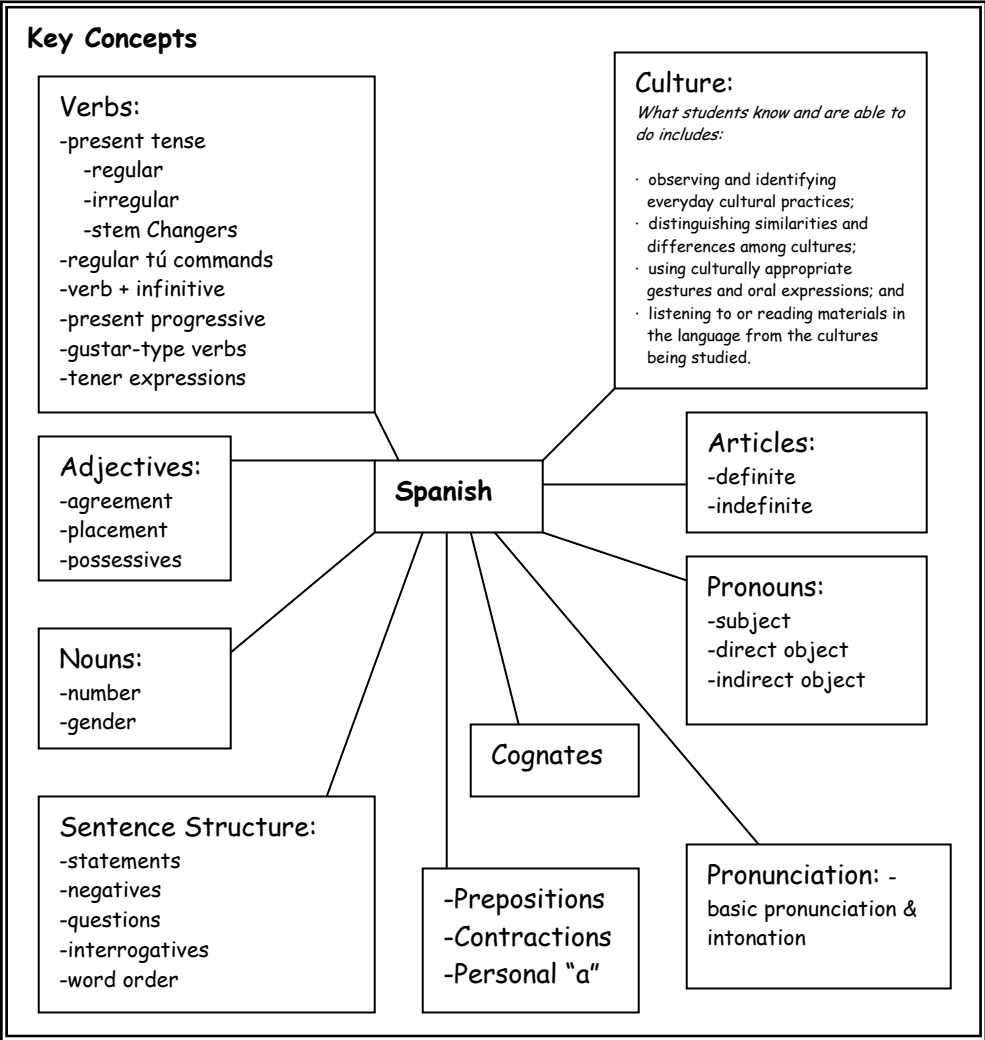 Key Concepts
Verbs:
-present tense
-regular
-irregular
-stem Changers
-regular tú commands
-verb + infinitive
-present progressive
-gustar-type verbs
-tener expressions
Culture:
What students know and are able to
do includes:
· observing and identifying
everyday cultural practices;
· distinguishing similarities and
differences among cultures;
· using culturally appropriate
gestures and oral expressions; and
· listening to or reading materials in
the language from the cultures
being studied.
Adjectives:
-agreement
-placement
-possessives
Spanish
Articles:
-definite
-indefinite
Nouns:
-number
-gender
Pronouns:
-subject
-direct object
-indirect object
Cognates
Sentence Structure:
-statements
-negatives
-questions
-interrogatives
-word order
-Prepositions
-Contractions
-Personal “a”
Pronunciation: -
basic pronunciation &
intonation